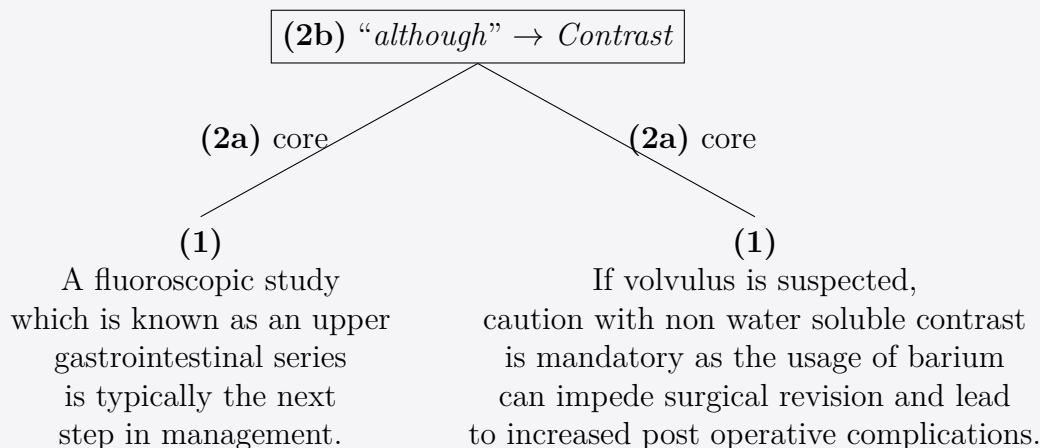 (2b) “although” → Contrast
(2a) core
(2a) core
(1)
A fluoroscopic study
which is known as an upper
gastrointestinal series
is typically the next
step in management.
(1)
If volvulus is suspected,
caution with non water soluble contrast
is mandatory as the usage of barium
can impede surgical revision and lead
to increased post operative complications.